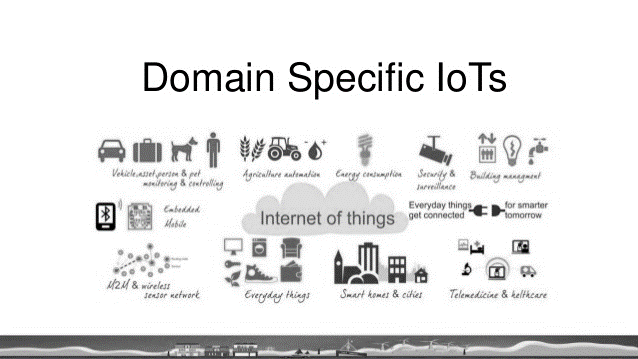 Domain Specific IoTs
Vehicle,asset,person & pet
monitoring & controlling
Agriculture automation
Energy consumption
Security &
surveillance
Building managment
Embedded
Mobile
Internet of things
Everyday things
get connected
for smarter
tomorrow
M2M & wireless
sensor network
Everyday things
Smart homes & cities
Telemedicine & helthcare